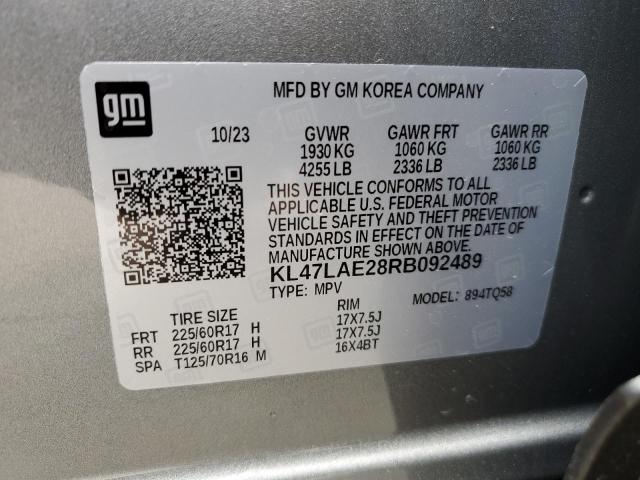 gm
MFD BY GM KOREA COMPANY
10/23 GVWR GAWR FRT GAWR RR
1930 KG 1060 KG 1060 KG
4255 LB 2336 LB 2336 LB
THIS VEHICLE CONFORMS TO ALL
APPLICABLE U.S. FEDERAL MOTOR
VEHICLE SAFETY AND THEFT PREVENTION
STANDARDS IN EFFECT ON THE DATE OF
MANUFACTURE SHOWN ABOVE.
KL47LAE28RB092489
TYPE: MPV MODEL: 894TQ58
TIRE SIZE RIM
FRT 225/60R17 H 17X7.5J
RR 225/60R17 H 17X7.5J
SPA T125/70R16 M 16X4BT